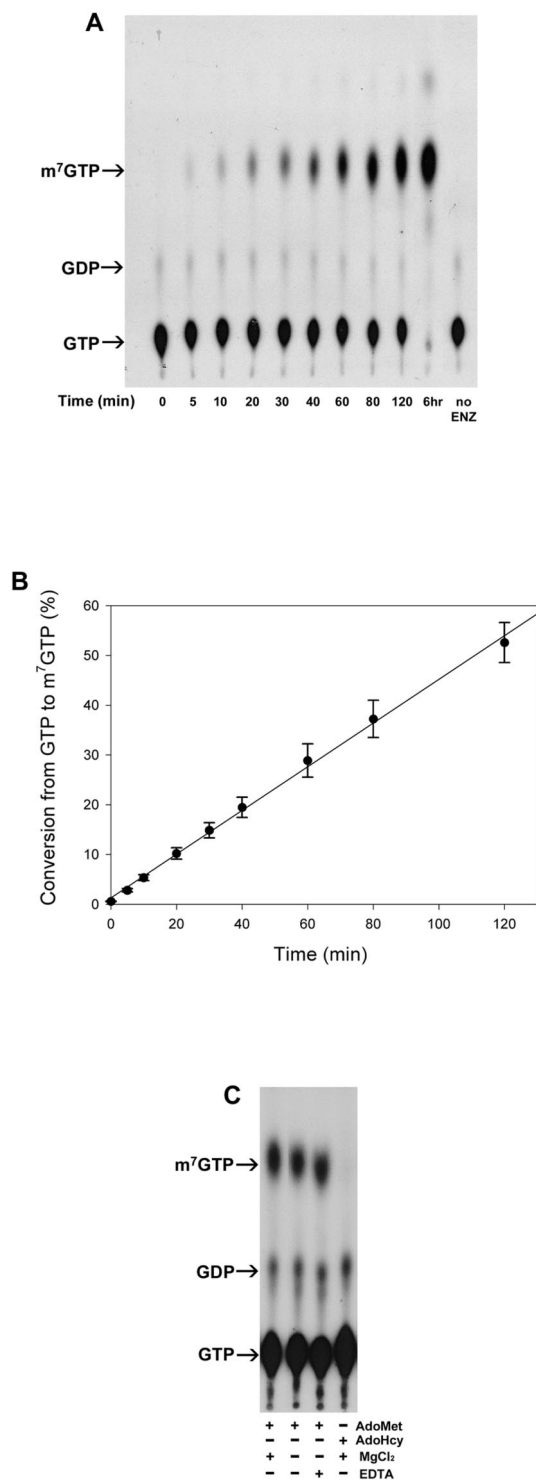 A
m⁷GTP→
GDP→
GTP→
Time (min) 0 5 10 20 30 40 60 80 120 6hr no ENZ
B
Conversion from GTP to m⁷GTP (%)
60
50
40
30
20
10
0
0 20 40 60 80 100 120
Time (min)
C
m⁷GTP→
GDP→
GTP→
+ + + − AdoMet
− − − + AdoHcy
+ − − + MgCl₂
− − + − EDTA